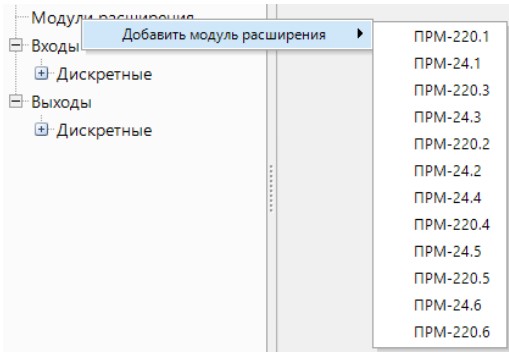 Модули расширения
Добавить модуль расширения
Входы
Дискретные
Выходы
Дискретные
ПРМ-220.1
ПРМ-24.1
ПРМ-220.3
ПРМ-24.3
ПРМ-220.2
ПРМ-24.2
ПРМ-24.4
ПРМ-220.4
ПРМ-24.5
ПРМ-220.5
ПРМ-24.6
ПРМ-220.6